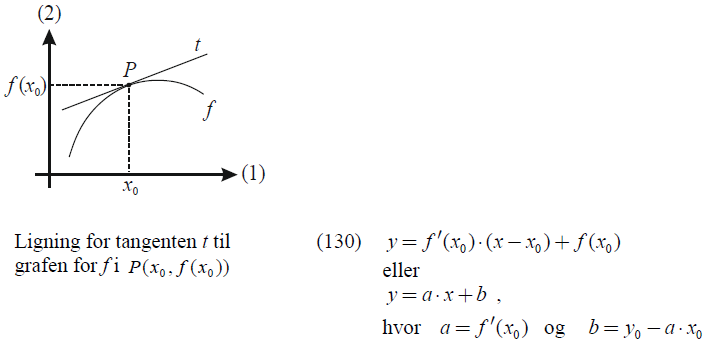 (2)
t
P
f(x₀)
f
(1)
x₀
Ligning for tangenten t til
grafen for f i P(x₀, f(x₀))
(130) y = f′(x₀)·(x − x₀) + f(x₀)
eller
y = a·x + b ,
hvor a = f′(x₀) og b = y₀ − a·x₀